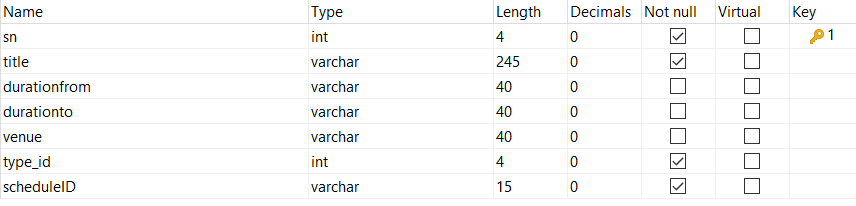 Name Type Length Decimals Not null Virtual Key
sn int 4 0 1
title varchar 245 0
durationfrom varchar 40 0
durationto varchar 40 0
venue varchar 40 0
type_id int 4 0
scheduleID varchar 15 0